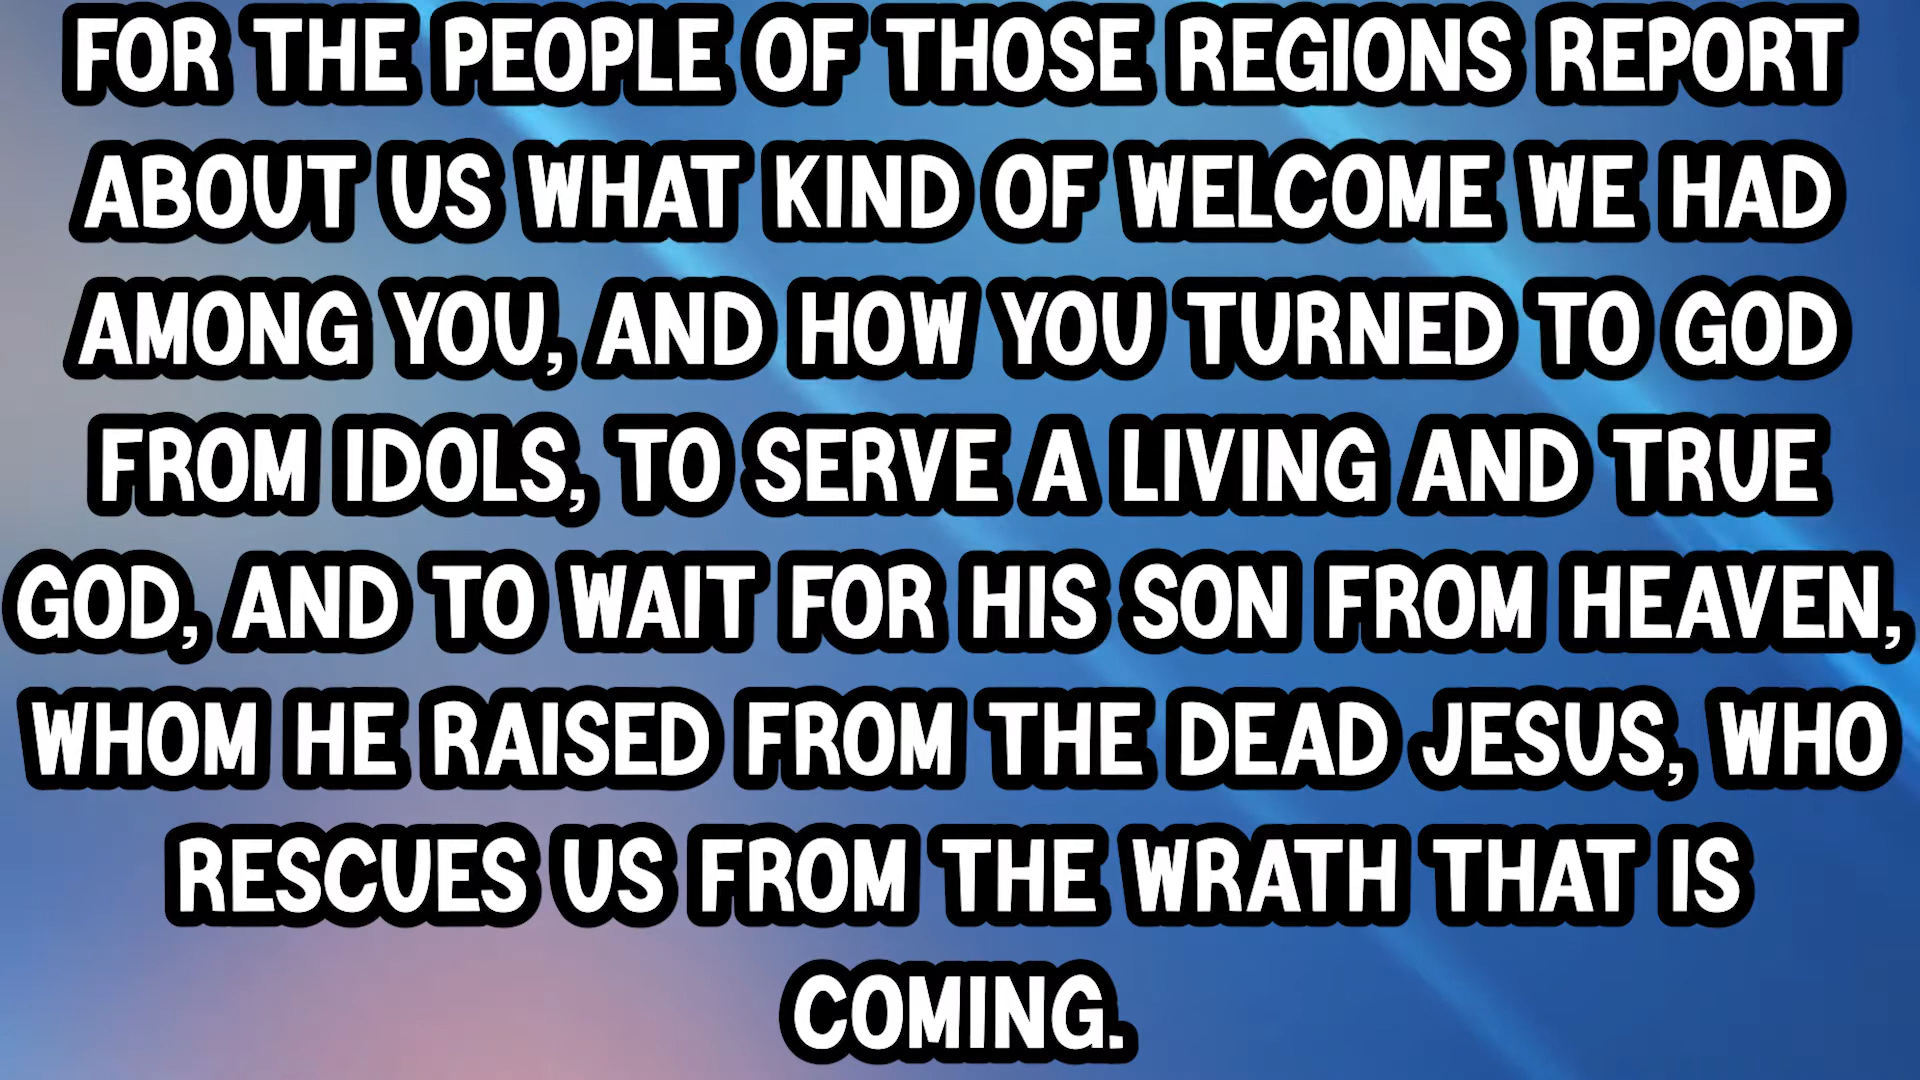 FOR THE PEOPLE OF THOSE REGIONS REPORT
ABOUT US WHAT KIND OF WELCOME WE HAD
AMONG YOU, AND HOW YOU TURNED TO GOD
FROM IDOLS, TO SERVE A LIVING AND TRUE
GOD, AND TO WAIT FOR HIS SON FROM HEAVEN,
WHOM HE RAISED FROM THE DEAD JESUS, WHO
RESCUES US FROM THE WRATH THAT IS
COMING.